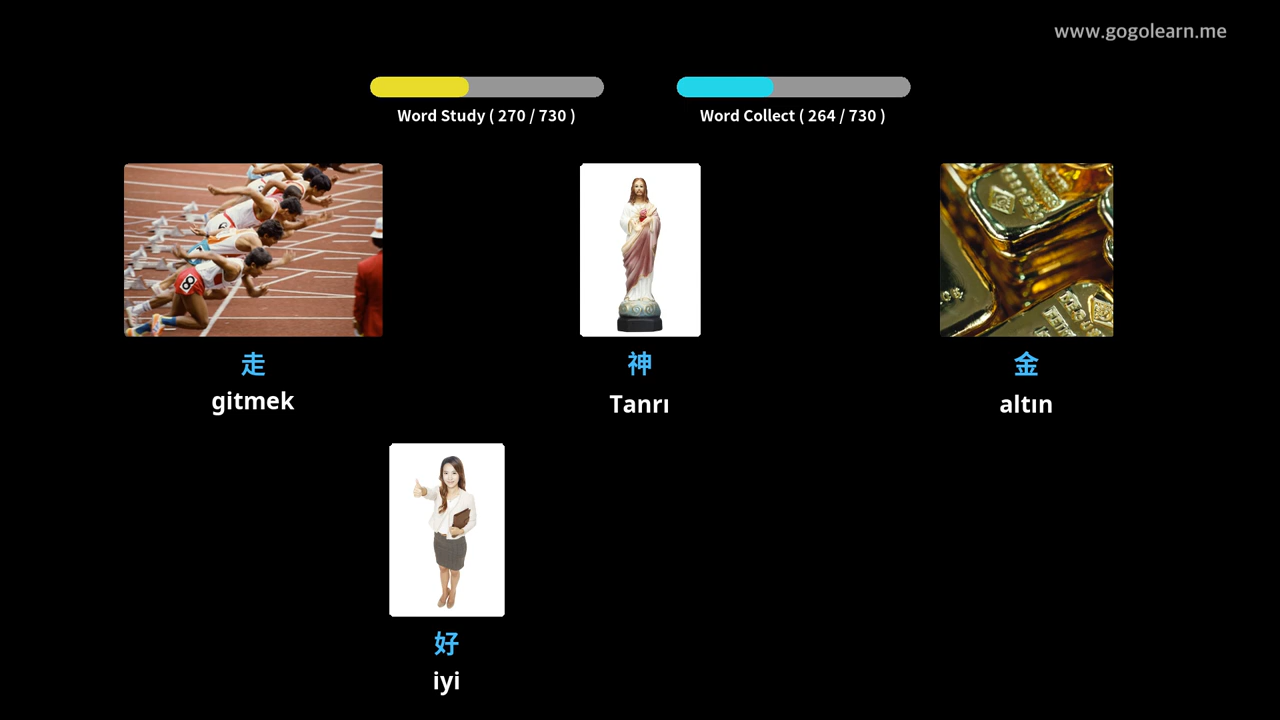 www.gogolearn.me
Word Study ( 270 / 730 )
Word Collect ( 264 / 730 )
走
gitmek
神
Tanrı
金
altın
8
好
iyi